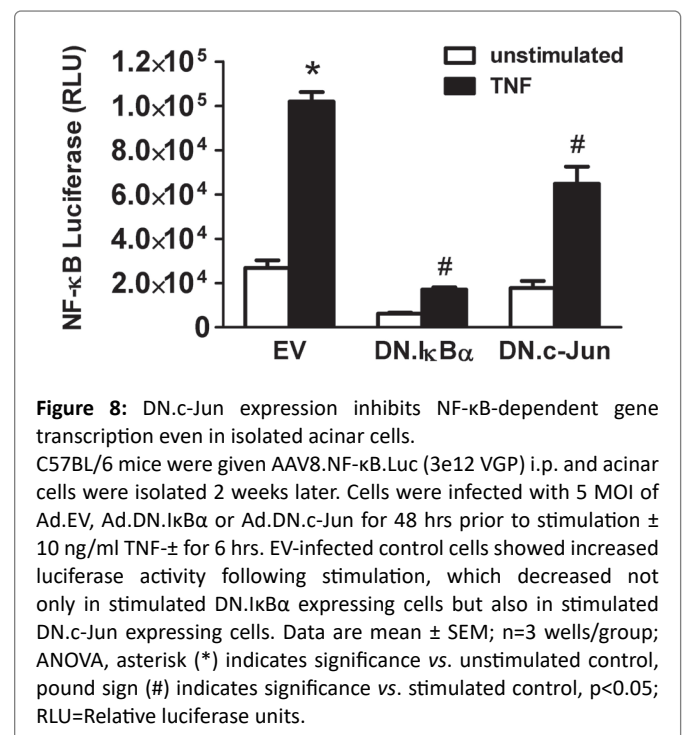 unstimulated
TNF
NF-κB Luciferase (RLU)
1.2×10⁵
1.0×10⁵
8.0×10⁴
6.0×10⁴
4.0×10⁴
2.0×10⁴
0
*
#
#
EV
DN.IκBα
DN.c-Jun
Figure 8: DN.c-Jun expression inhibits NF-κB-dependent gene
transcription even in isolated acinar cells.
C57BL/6 mice were given AAV8.NF-κB.Luc (3e12 VGP) i.p. and acinar
cells were isolated 2 weeks later. Cells were infected with 5 MOI of
Ad.EV, Ad.DN.IκBα or Ad.DN.c-Jun for 48 hrs prior to stimulation ±
10 ng/ml TNF-± for 6 hrs. EV-infected control cells showed increased
luciferase activity following stimulation, which decreased not
only in stimulated DN.IκBα expressing cells but also in stimulated
DN.c-Jun expressing cells. Data are mean ± SEM; n=3 wells/group;
ANOVA, asterisk (*) indicates significance vs. unstimulated control,
pound sign (#) indicates significance vs. stimulated control, p<0.05;
RLU=Relative luciferase units.